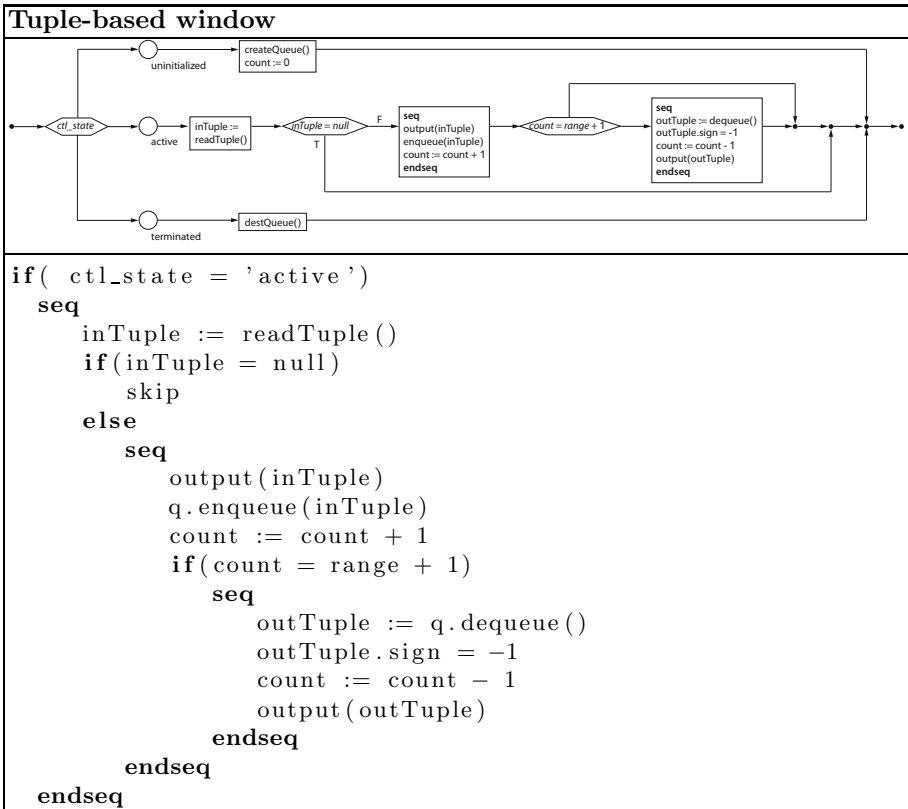 Tuple-based window
createQueue()
count := 0
uninitialized
ctl_state
active
inTuple :=
readTuple()
inTuple = null
F
T
seq
output(inTuple)
enqueue(inTuple)
count := count + 1
endseq
count = range + 1
seq
outTuple := dequeue()
outTuple.sign = -1
count := count - 1
output(outTuple)
endseq
destQueue()
terminated
if( ctl_state = 'active')
seq
inTuple := readTuple()
if(inTuple = null)
skip
else
seq
output(inTuple)
q.enqueue(inTuple)
count := count + 1
if(count = range + 1)
seq
outTuple := q.dequeue()
outTuple.sign = −1
count := count − 1
output(outTuple)
endseq
endseq
endseq